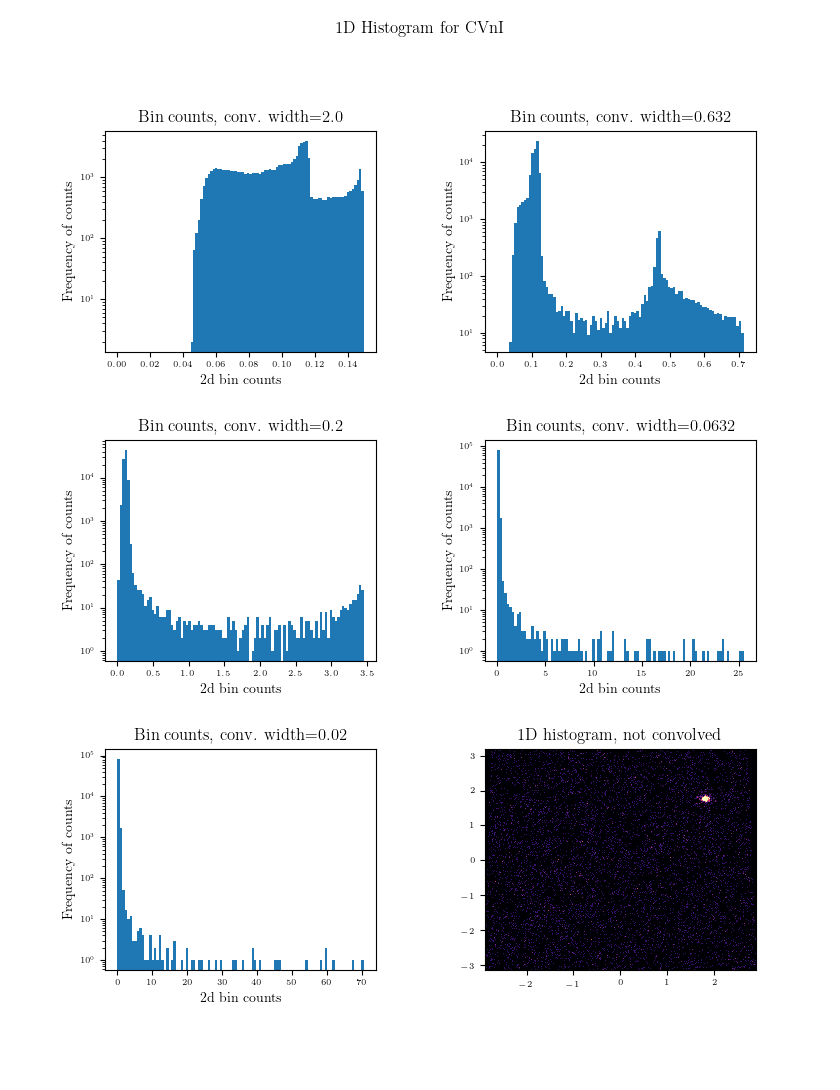 1D Histogram for CVnI
Bin counts, conv. width=2.0
Frequency of counts
10³
10²
10¹
0.00 0.02 0.04 0.06 0.08 0.10 0.12 0.14
2d bin counts
Bin counts, conv. width=0.632
Frequency of counts
10⁴
10³
10²
10¹
0.0 0.1 0.2 0.3 0.4 0.5 0.6 0.7
2d bin counts
Bin counts, conv. width=0.2
Frequency of counts
10⁴
10³
10²
10¹
10⁰
0.0 0.5 1.0 1.5 2.0 2.5 3.0 3.5
2d bin counts
Bin counts, conv. width=0.0632
Frequency of counts
10⁵
10⁴
10³
10²
10¹
10⁰
0 5 10 15 20 25
2d bin counts
Bin counts, conv. width=0.02
Frequency of counts
10⁵
10⁴
10³
10²
10¹
10⁰
0 10 20 30 40 50 60 70
2d bin counts
1D histogram, not convolved
3
2
1
0
−1
−2
−3
−2 −1 0 1 2